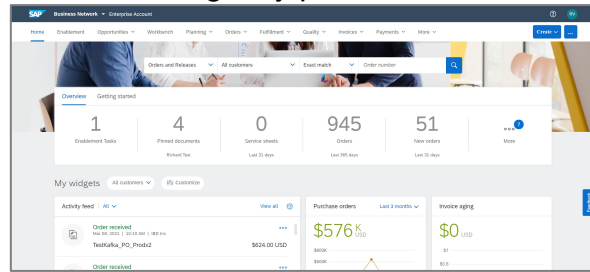 SAP Business Network Enterprise Account RV
Home Enablement Opportunities Workbench Planning Orders Fulfillment Quality Invoices Payments More Create ...
Orders and Releases All customers Exact match Order number
Overview Getting started
1 4 0 945 51 7
Enablement Tasks Pinned documents Service sheets Orders New orders More
Last 31 days Last 365 days Last 31 days
My widgets All customers Customize
Activity feed All View all Purchase orders Last 3 months Invoice aging
Order received
$576 K USD $0 USD
TestKafka_PO_Prodx2 $624.00 USD
$600K $1
$500K $0.8
Order received